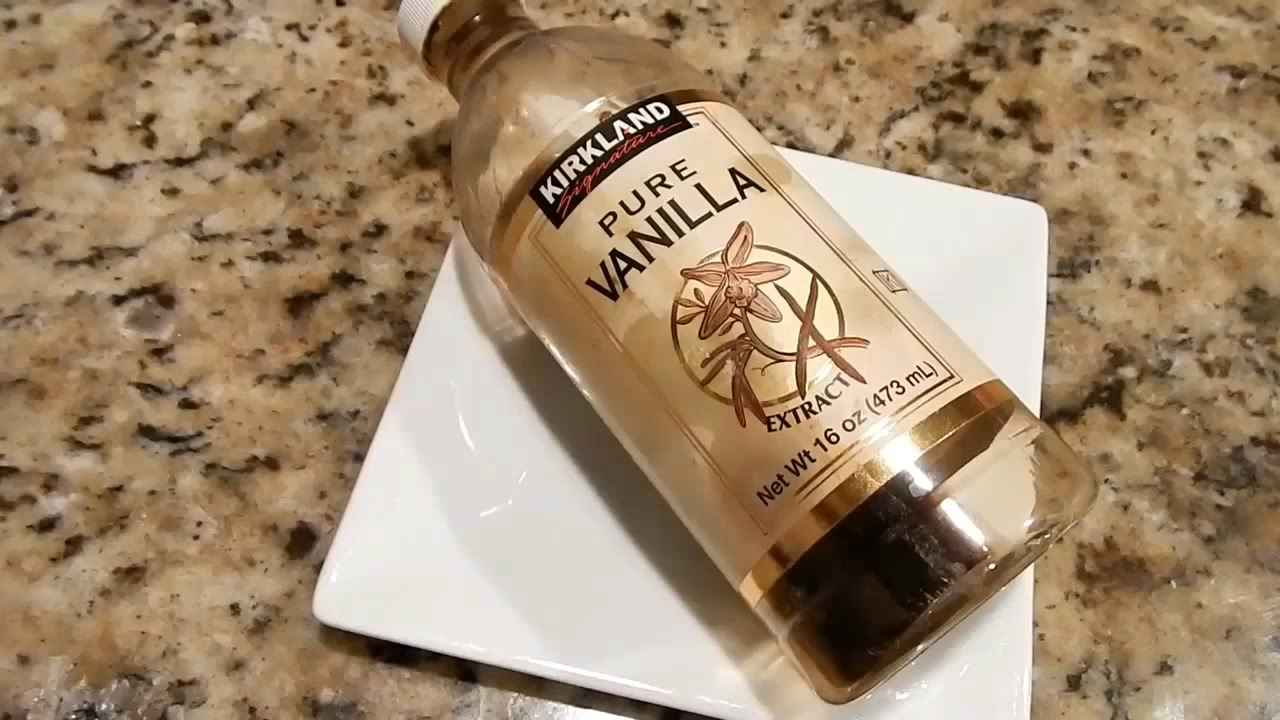 KIRKLAND
Signature
PURE
VANILLA
EXTRACT
Net Wt 16 oz (473 mL)